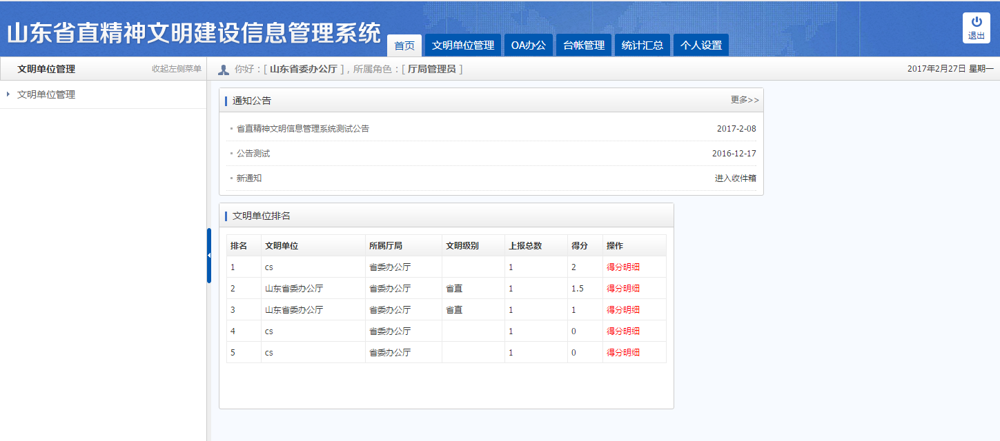 山东省直精神文明建设信息管理系统
首页 文明单位管理 OA办公 台帐管理 统计汇总 个人设置
退出
文明单位管理 收起左侧菜单
你好：[ 山东省委办公厅 ]，所属角色：[ 厅局管理员 ]
2017年2月27日 星期一
文明单位管理
通知公告 更多>>
省直精神文明信息管理系统测试公告 2017-2-08
公告测试 2016-12-17
新通知 进入收件箱
文明单位排名
排名 文明单位 所属厅局 文明级别 上报总数 得分 操作
1 cs 省委办公厅 1 2 得分明细
2 山东省委办公厅 省委办公厅 省直 1 1.5 得分明细
3 山东省委办公厅 省委办公厅 省直 1 1 得分明细
4 cs 省委办公厅 1 0 得分明细
5 cs 省委办公厅 1 0 得分明细